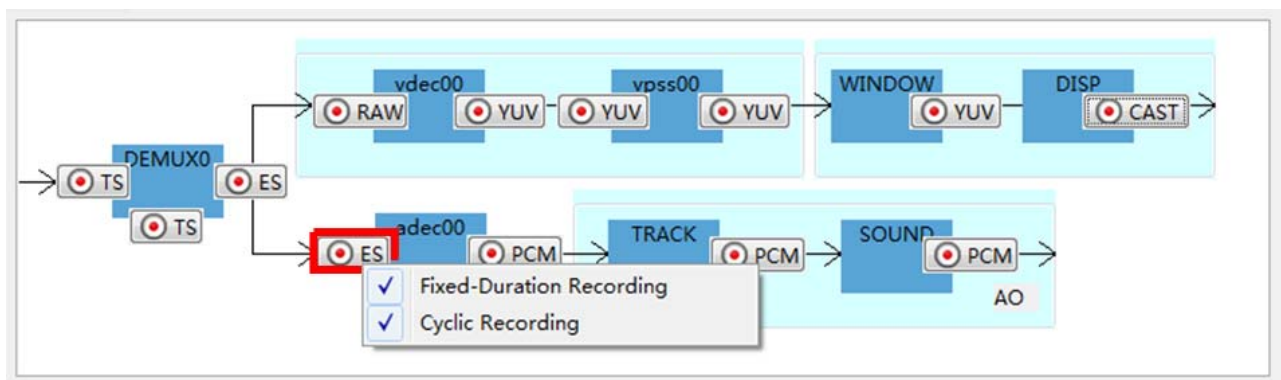 vdec00
vpss00
WINDOW
DISP
RAW
YUV
YUV
YUV
YUV
CAST
DEMUX0
TS
ES
TS
adec00
TRACK
SOUND
ES
PCM
PCM
PCM
Fixed-Duration Recording
AO
Cyclic Recording